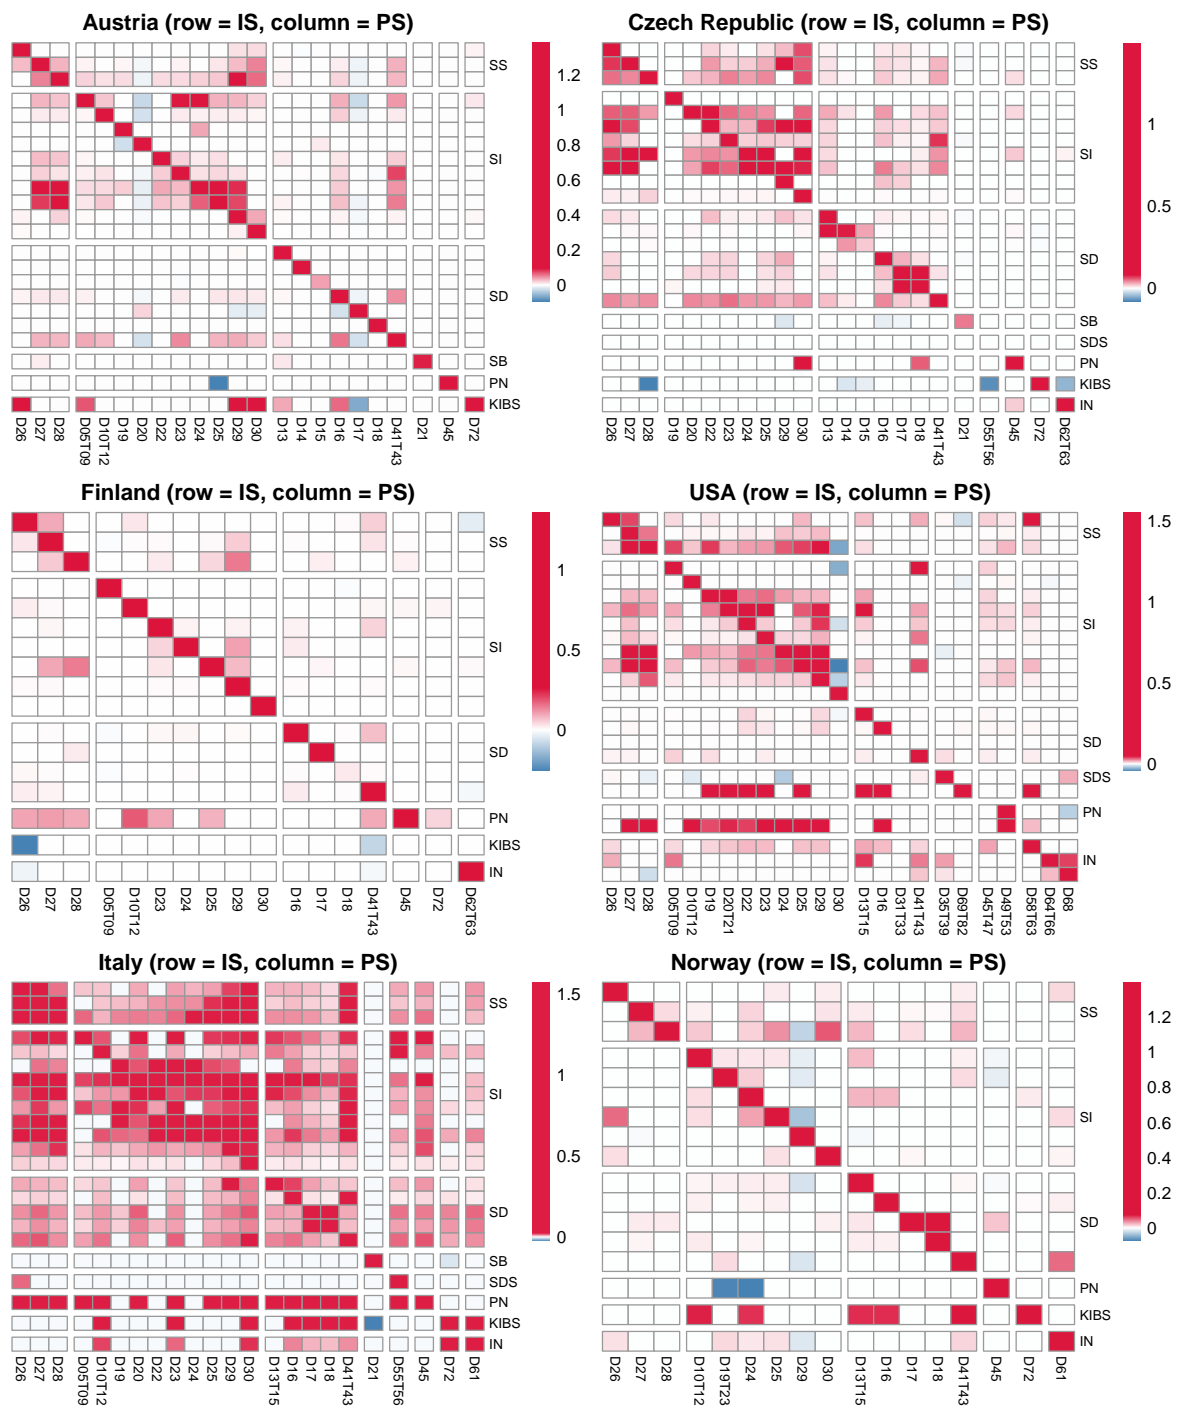 Austria (row = IS, column = PS)
SS
SI
SD
SB
PN
KIBS
D26
D27
D28
D05T09
D10T12
D19
D20
D22
D23
D24
D25
D29
D30
D13
D14
D15
D16
D17
D18
D41T43
D21
D45
D72
1.2
1
0.8
0.6
0.4
0.2
0
Czech Republic (row = IS, column = PS)
SS
SI
SD
SB
SDS
PN
KIBS
IN
D26
D27
D28
D19
D20
D22
D23
D24
D25
D29
D30
D13
D14
D15
D16
D17
D18
D41T43
D21
D55T56
D45
D72
D62T63
1
0.5
0
Finland (row = IS, column = PS)
SS
SI
SD
PN
KIBS
IN
D26
D27
D28
D05T09
D10T12
D23
D24
D25
D29
D30
D16
D17
D18
D41T43
D45
D72
D62T63
1
0.5
0
USA (row = IS, column = PS)
SS
SI
SD
SDS
PN
IN
D26
D27
D28
D05T09
D10T12
D19
D20T21
D22
D23
D24
D25
D29
D30
D13T15
D16
D31T33
D41T43
D35T39
D69T82
D45T47
D49T53
D58T63
D64T66
D68
1.5
1
0.5
0
Italy (row = IS, column = PS)
SS
SI
SD
SB
SDS
PN
KIBS
IN
D26
D27
D28
D05T09
D10T12
D19
D20
D22
D23
D24
D25
D29
D30
D13T15
D16
D17
D18
D41T43
D21
D55T56
D45
D72
D61
1.5
1
0.5
0
Norway (row = IS, column = PS)
SS
SI
SD
PN
KIBS
IN
D26
D27
D28
D10T12
D19T23
D24
D25
D29
D30
D13T15
D16
D17
D18
D41T43
D45
D72
D61
1.2
1
0.8
0.6
0.4
0.2
0